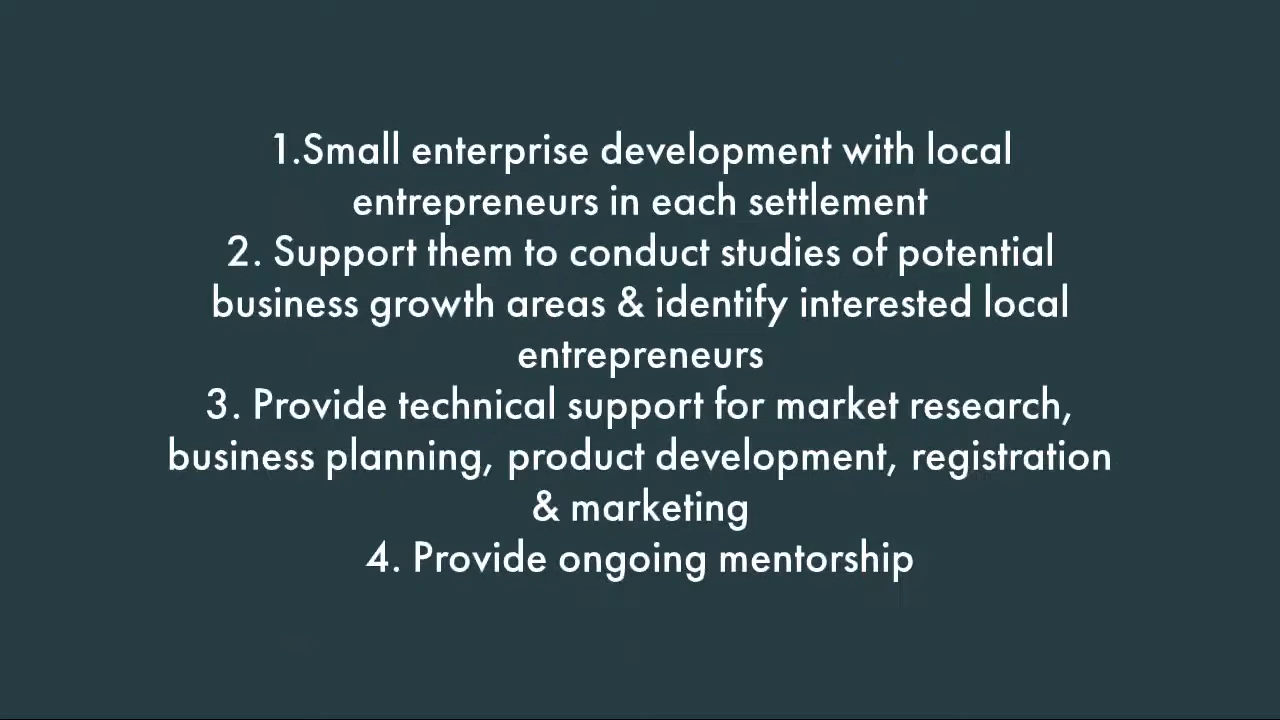 1.Small enterprise development with local
entrepreneurs in each settlement
2. Support them to conduct studies of potential
business growth areas & identify interested local
entrepreneurs
3. Provide technical support for market research,
business planning, product development, registration
& marketing
4. Provide ongoing mentorship